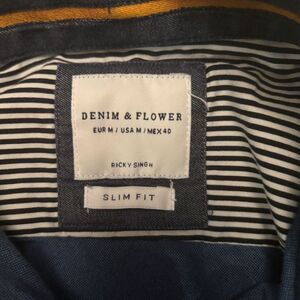 DENIM & FLOWER
EUR M / USA M / MEX 40
RICKY SINGH
SLIM FIT